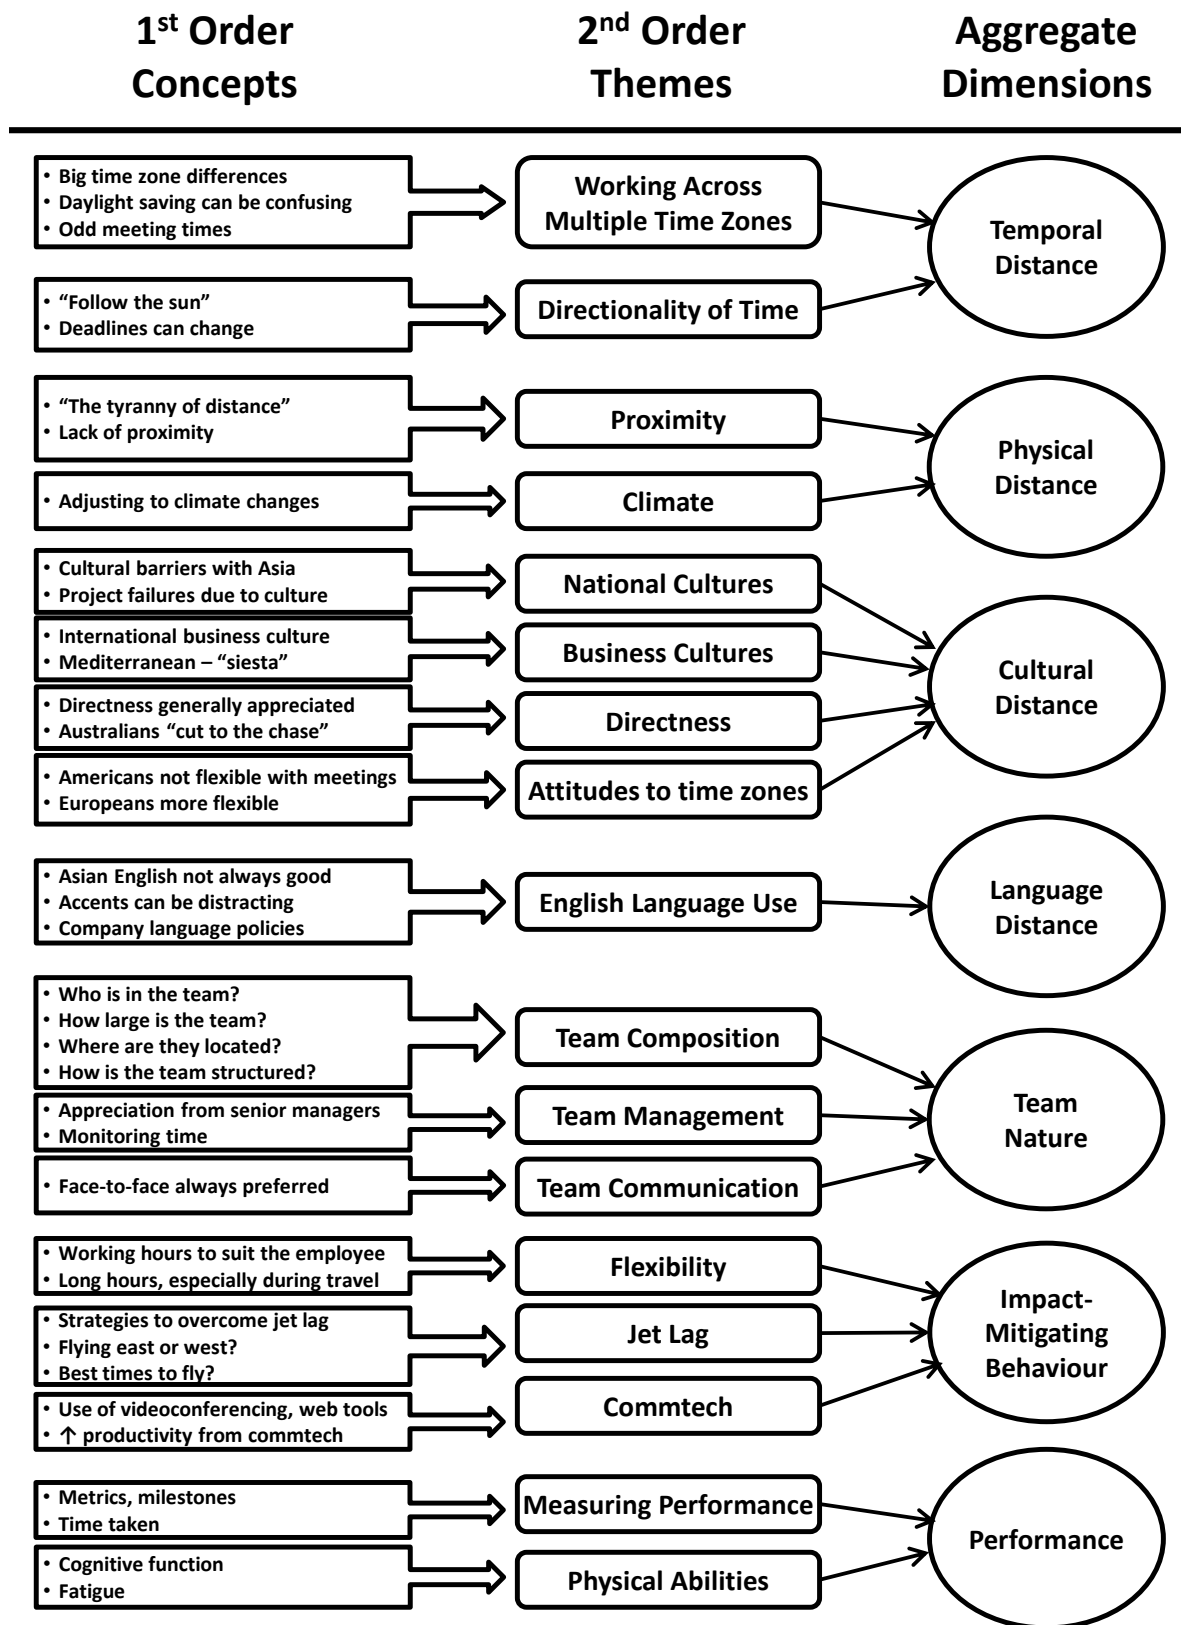 1st Order
Concepts
2nd Order
Themes
Aggregate
Dimensions
• Big time zone differences
• Daylight saving can be confusing
• Odd meeting times
Working Across
Multiple Time Zones
Temporal
Distance
• “Follow the sun”
• Deadlines can change
Directionality of Time
• “The tyranny of distance”
• Lack of proximity
Proximity
Physical
Distance
• Adjusting to climate changes
Climate
• Cultural barriers with Asia
• Project failures due to culture
National Cultures
• International business culture
• Mediterranean – “siesta”
Business Cultures
Cultural
Distance
• Directness generally appreciated
• Australians “cut to the chase”
Directness
• Americans not flexible with meetings
• Europeans more flexible
Attitudes to time zones
• Asian English not always good
• Accents can be distracting
• Company language policies
English Language Use
Language
Distance
• Who is in the team?
• How large is the team?
• Where are they located?
• How is the team structured?
Team Composition
• Appreciation from senior managers
• Monitoring time
Team Management
Team
Nature
• Face-to-face always preferred
Team Communication
• Working hours to suit the employee
• Long hours, especially during travel
Flexibility
• Strategies to overcome jet lag
• Flying east or west?
• Best times to fly?
Jet Lag
Impact-
Mitigating
Behaviour
• Use of videoconferencing, web tools
• ↑ productivity from commtech
Commtech
• Metrics, milestones
• Time taken
Measuring Performance
Performance
• Cognitive function
• Fatigue
Physical Abilities